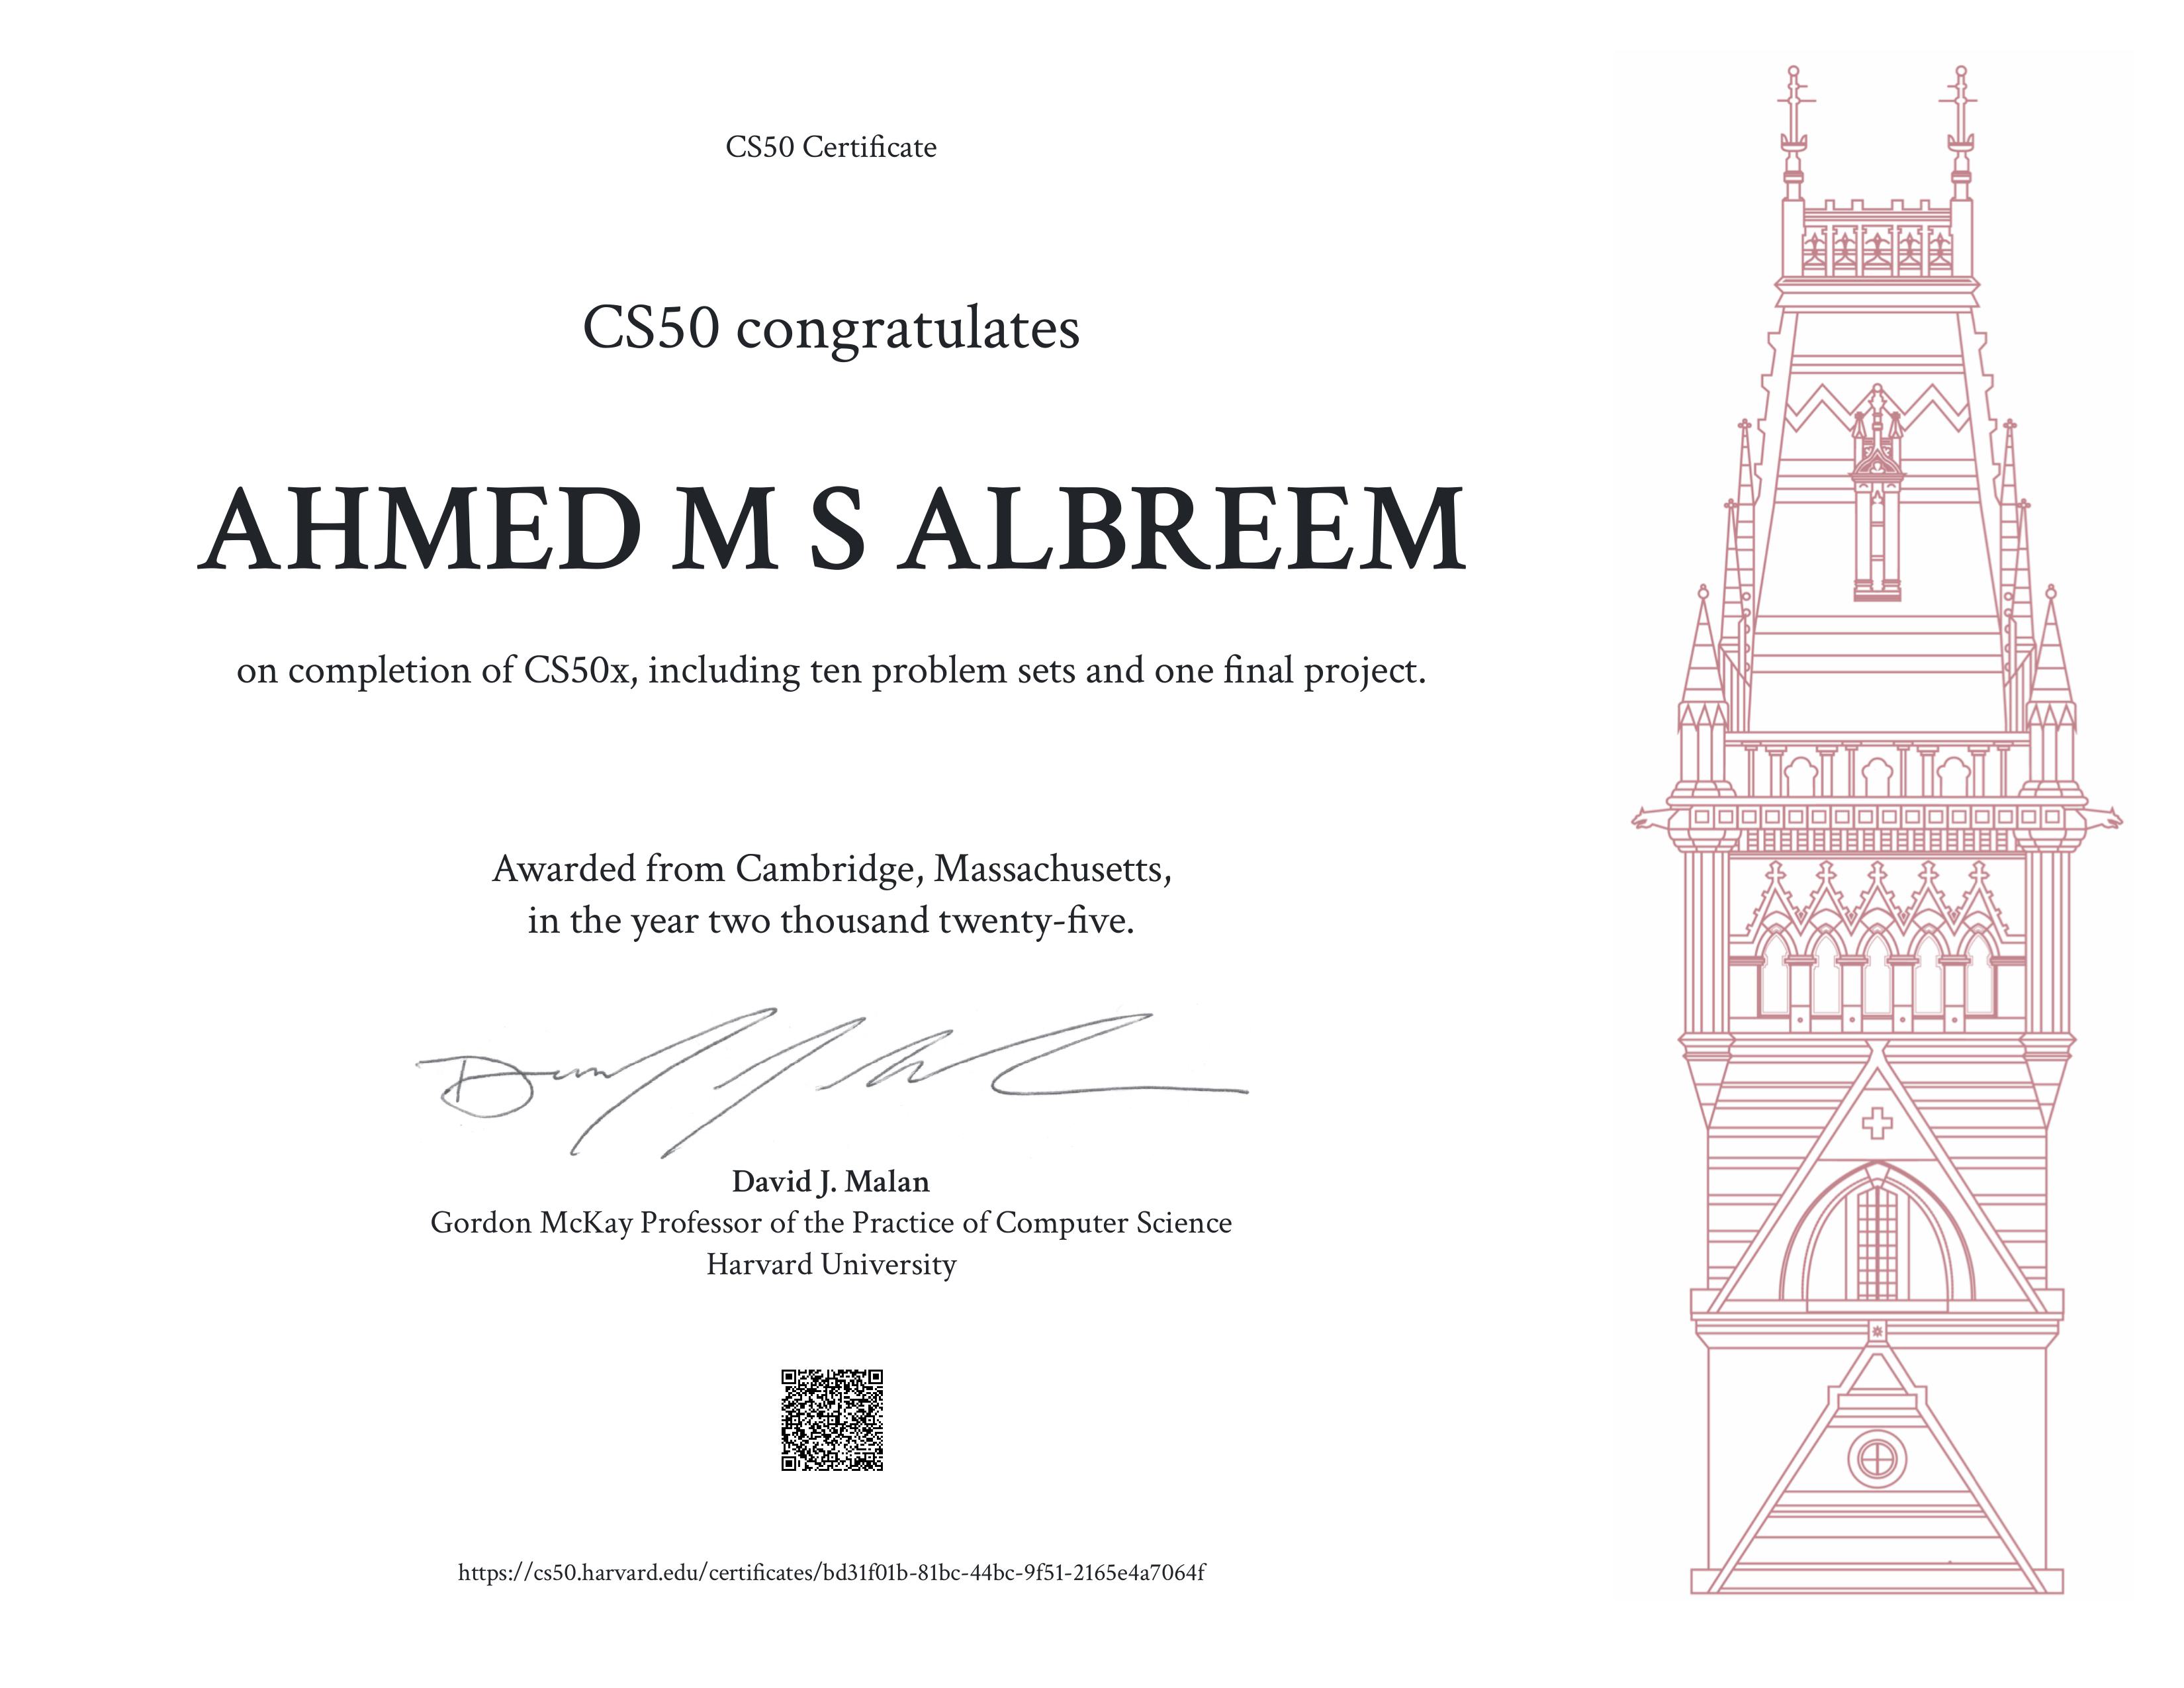 CS50 Certificate
CS50 congratulates
AHMED M S ALBREEM
on completion of CS50x, including ten problem sets and one final project.
Awarded from Cambridge, Massachusetts,
in the year two thousand twenty-five.
David J. Malan
Gordon McKay Professor of the Practice of Computer Science
Harvard University
https://cs50.harvard.edu/certificates/bd31f01b-81bc-44bc-9f51-2165e4a7064f